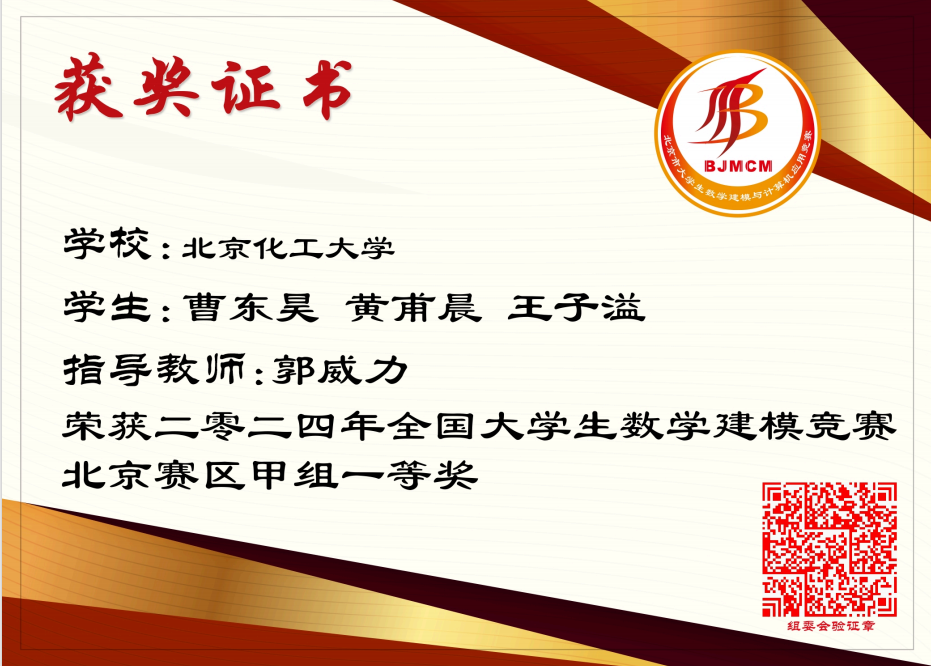 获奖证书
BJMCM
北京市大学生数学建模与计算机应用竞赛
学校:北京化工大学
学生:曹东昊 黄甫晨 王子溢
指导教师:郭威力
荣获二零二四年全国大学生数学建模竞赛
北京赛区甲组一等奖
组委会验证章